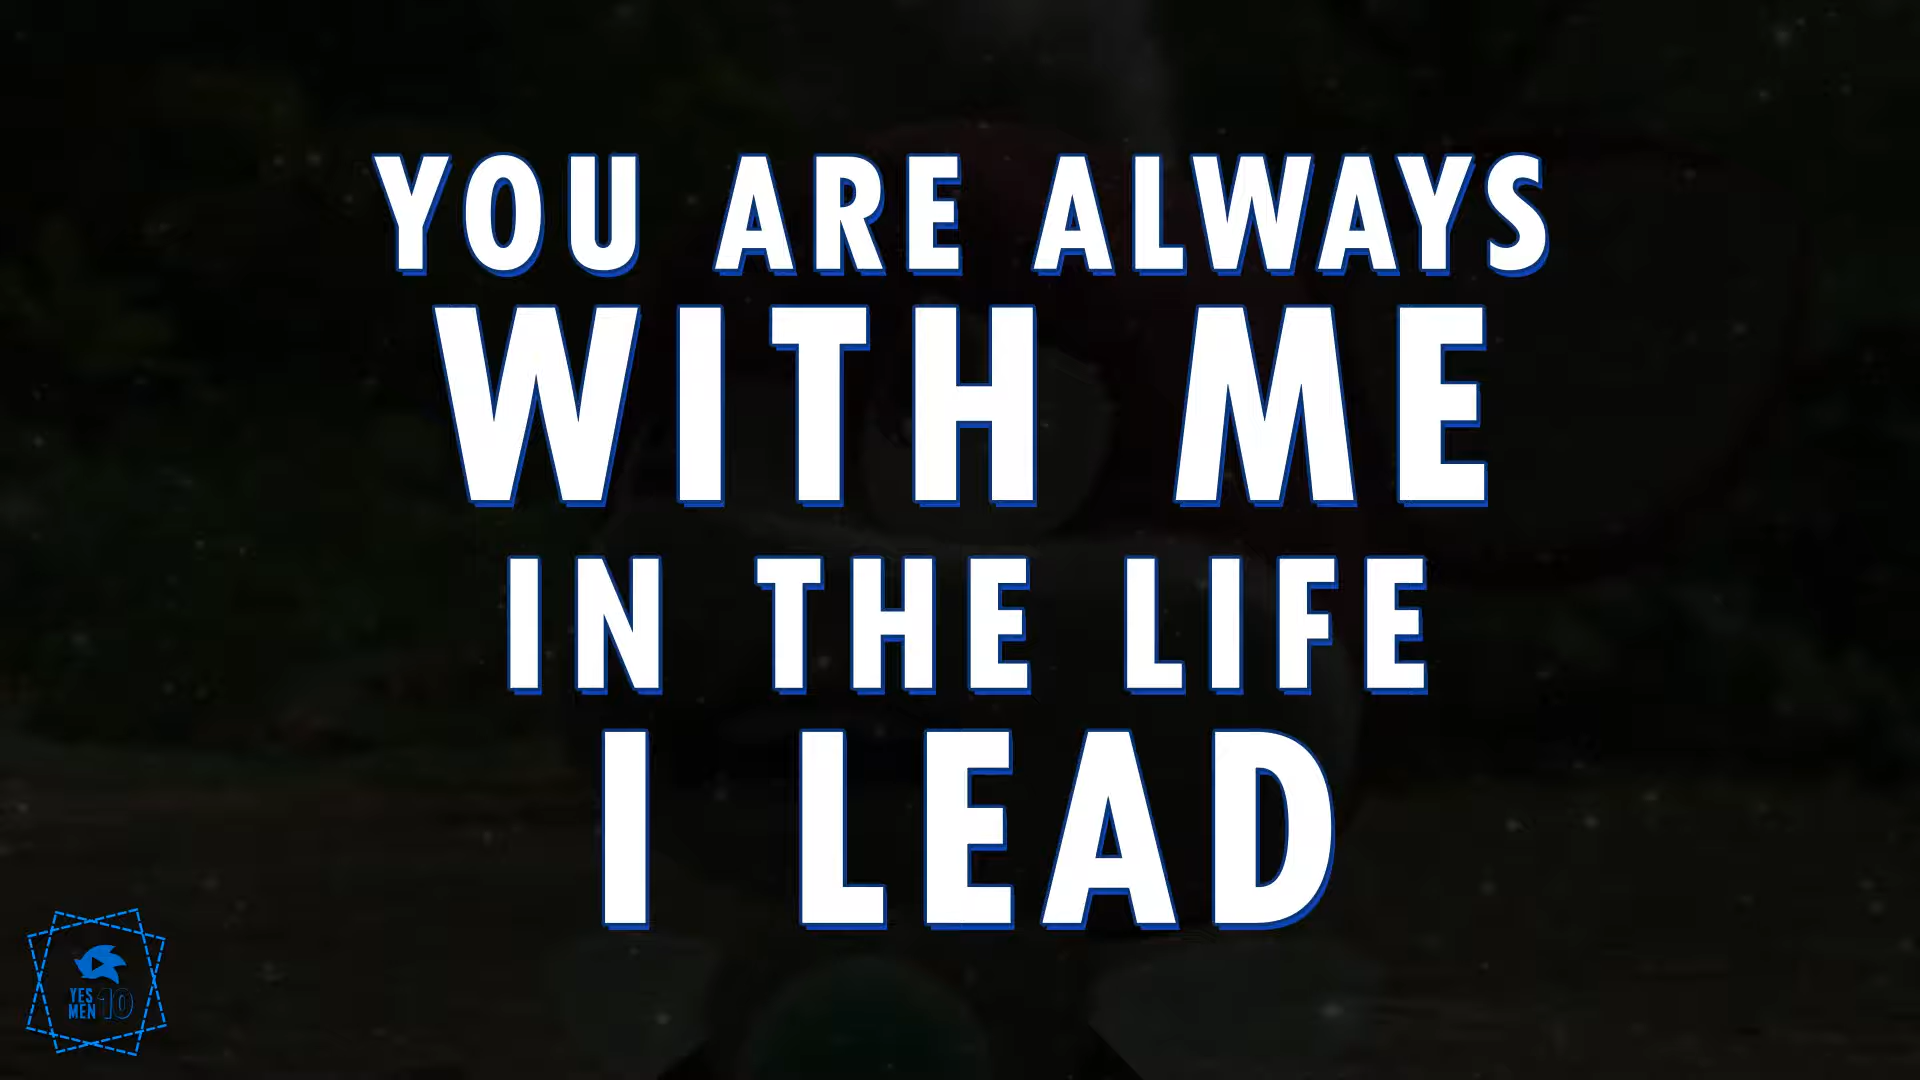 YOU ARE ALWAYS
WITH ME
IN THE LIFE
I LEAD
YES
MEN 10